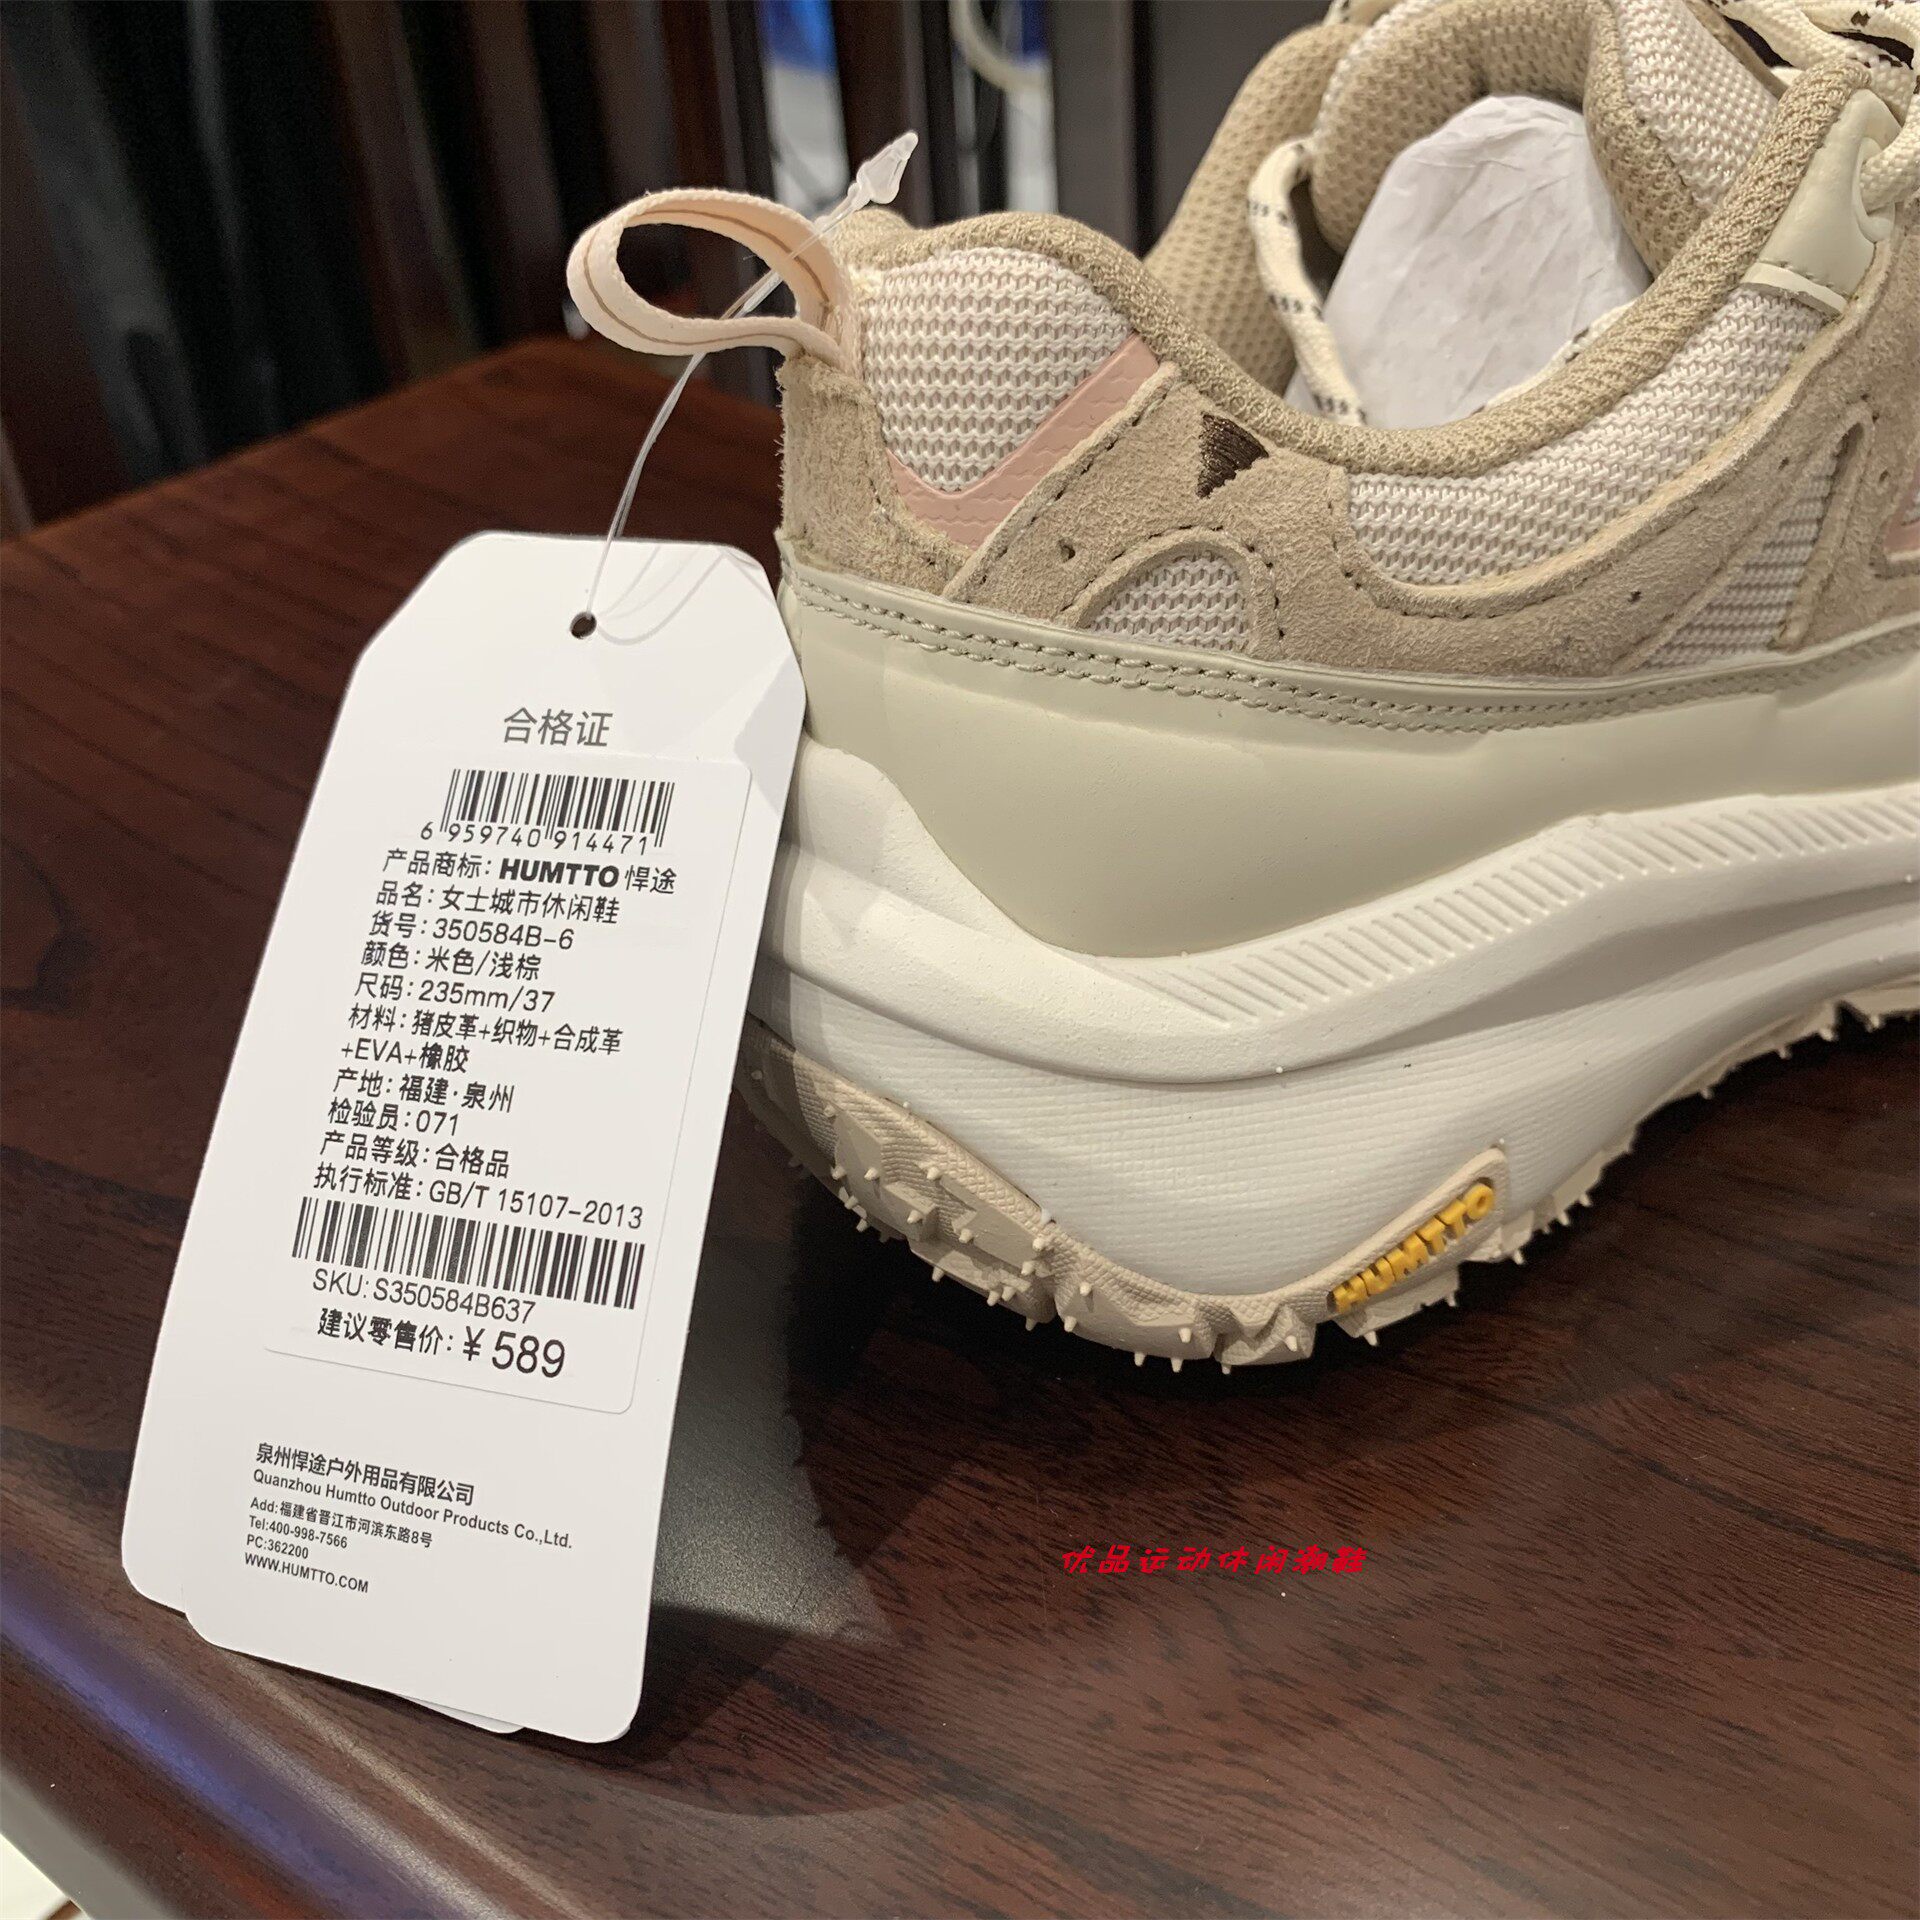 合格证
6 959740 914471
产品商标: HUMTTO 悍途
品名: 女士城市休闲鞋
货号: 350584B-6
颜色: 米色/浅棕
尺码: 235mm/37
材料: 猪皮革+织物+合成革
+EVA+橡胶
产地: 福建·泉州
检验员: 071
产品等级: 合格品
执行标准: GB/T 15107-2013
SKU: S350584B637
建议零售价: ¥ 589
泉州悍途户外用品有限公司
Quanzhou Humtto Outdoor Products Co.,Ltd.
Add: 福建省晋江市河滨东路8号
Tel:400-998-7566
PC:362200
WWW.HUMTTO.COM
HUMTTO
优品运动休闲潮鞋